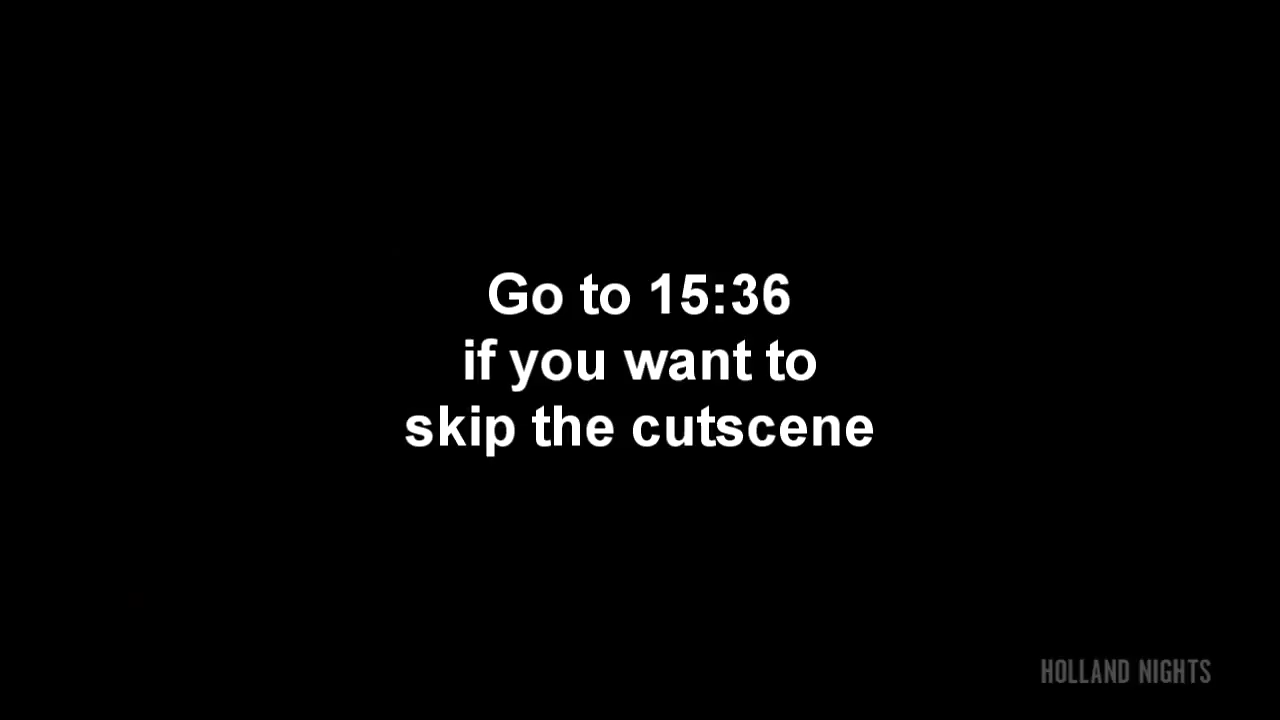 Go to 15:36
if you want to
skip the cutscene
HOLLAND NIGHTS